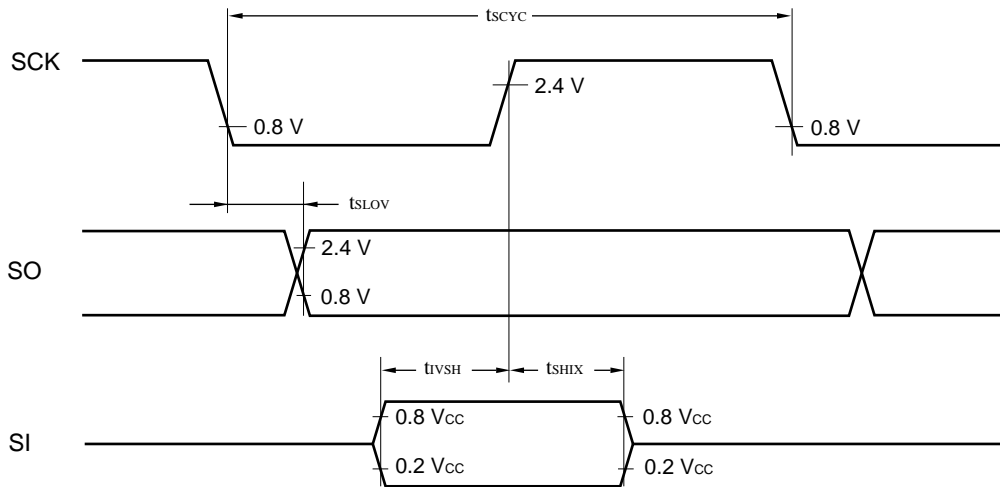 tSCYC
SCK
2.4 V
0.8 V
0.8 V
tSLOV
SO
2.4 V
0.8 V
tIVSH
tSHIX
SI
0.8 VCC
0.8 VCC
0.2 VCC
0.2 VCC